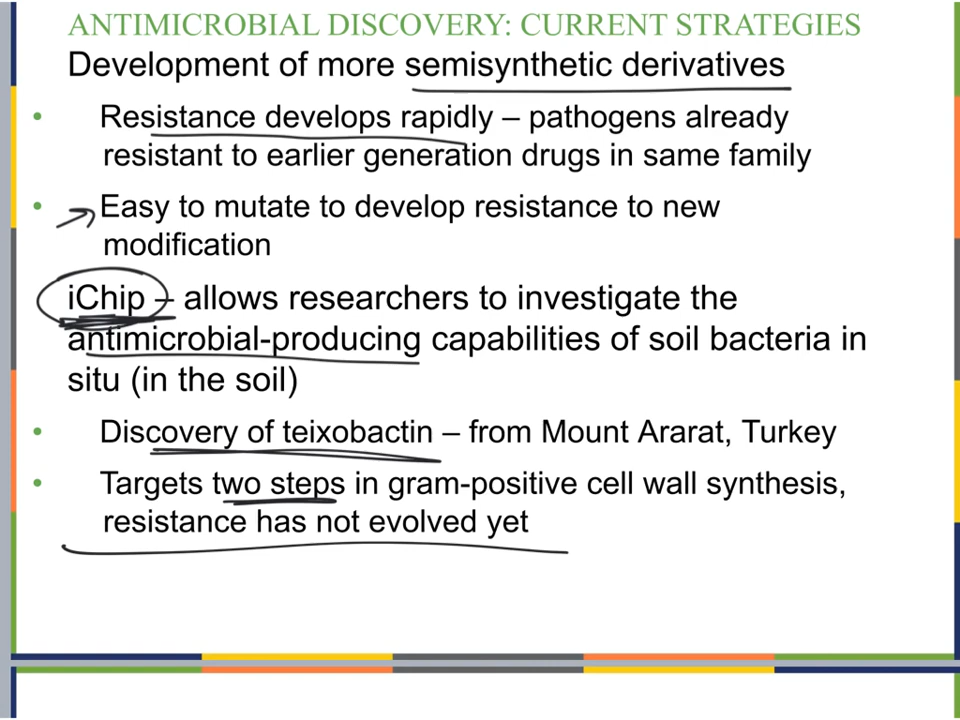 ANTIMICROBIAL DISCOVERY: CURRENT STRATEGIES
Development of more semisynthetic derivatives
• Resistance develops rapidly – pathogens already
resistant to earlier generation drugs in same family
• Easy to mutate to develop resistance to new
modification
iChip – allows researchers to investigate the
antimicrobial-producing capabilities of soil bacteria in
situ (in the soil)
• Discovery of teixobactin – from Mount Ararat, Turkey
• Targets two steps in gram-positive cell wall synthesis,
resistance has not evolved yet